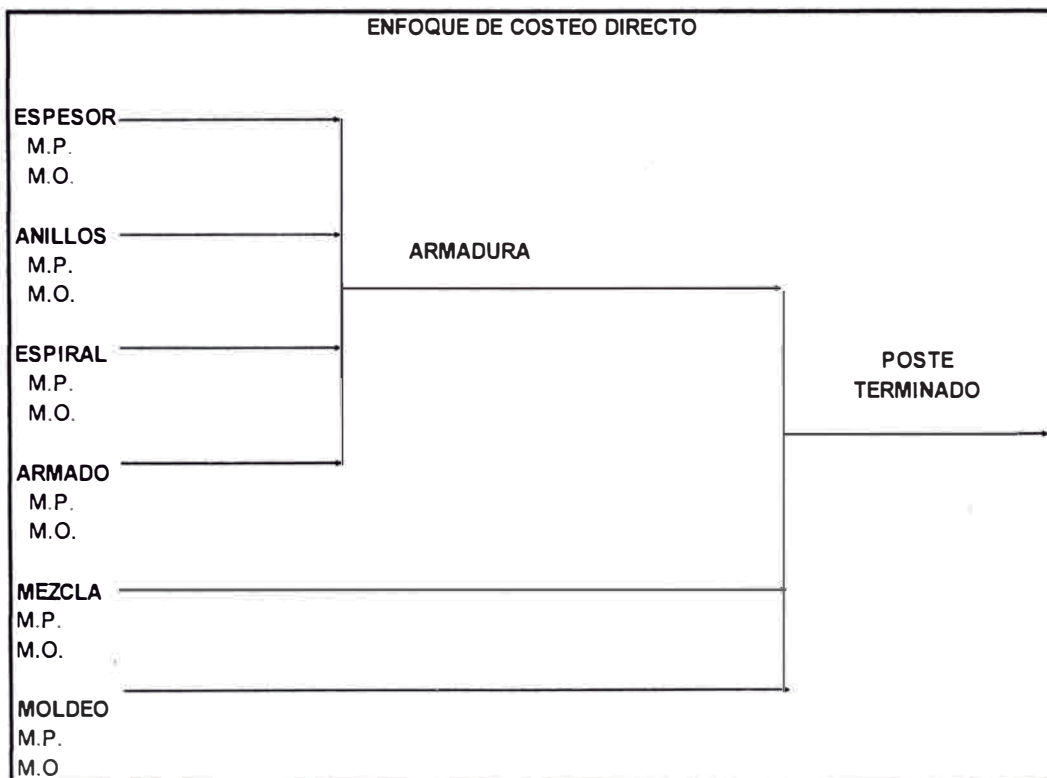 ENFOQUE DE COSTEO DIRECTO
ESPESOR
M.P.
M.O.
ANILLOS
M.P.
M.O.
ARMADURA
ESPIRAL
M.P.
M.O.
POSTE
TERMINADO
ARMADO
M.P.
M.O.
MEZCLA
M.P.
M.O.
MOLDEO
M.P.
M.O